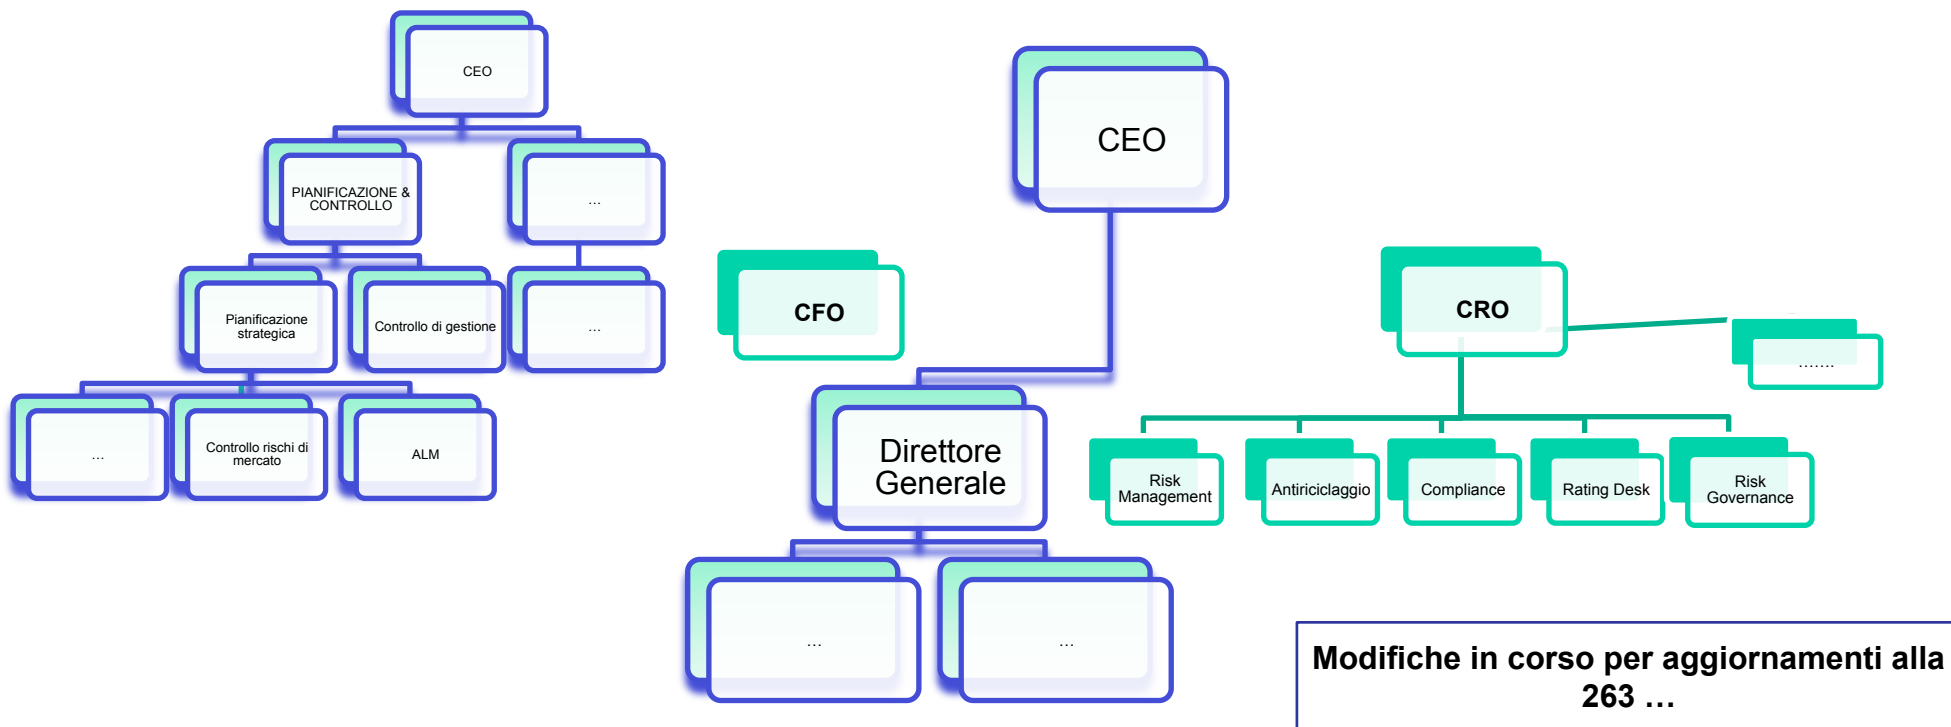 CEO
PIANIFICAZIONE &
CONTROLLO
…
Pianificazione
strategica
Controllo di gestione
…
…
Controllo rischi di
mercato
ALM
CEO
CFO
Direttore
Generale
…
…
CRO
…….
Risk
Management
Antiriciclaggio
Compliance
Rating Desk
Risk
Governance
Modifiche in corso per aggiornamenti alla
263 …